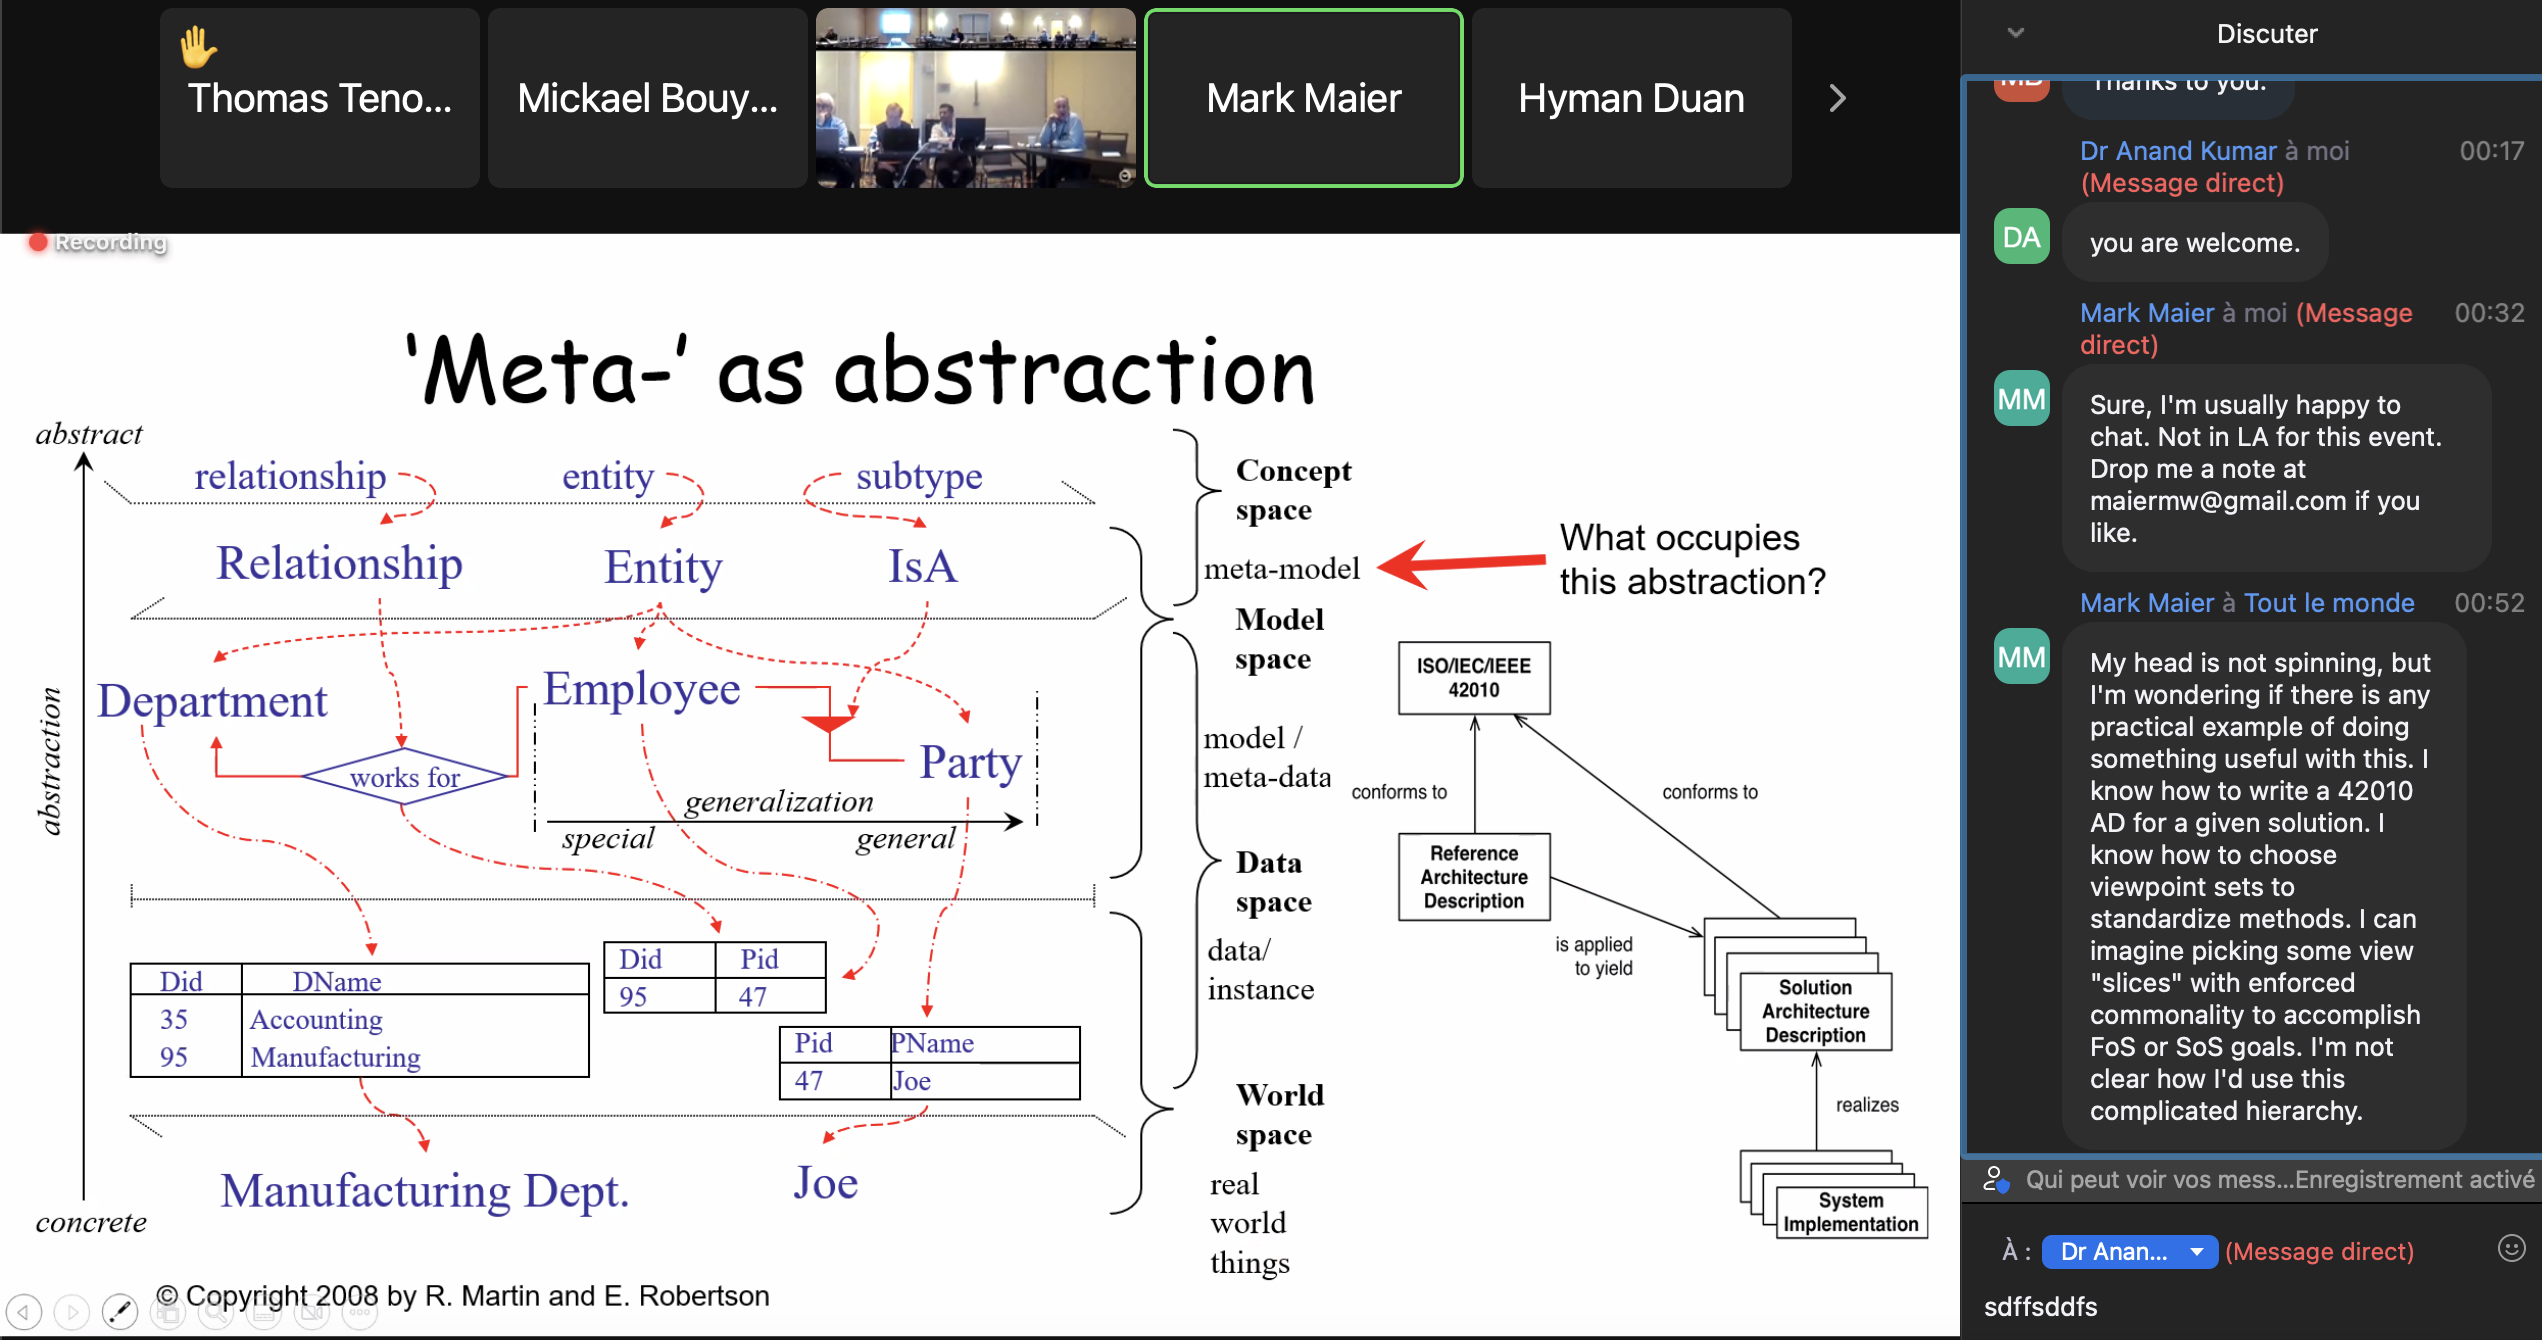 Thomas Teno...
Mickael Bouy...
Mark Maier
Hyman Duan
Recording
'Meta-' as abstraction
abstract
abstraction
concrete
relationship
entity
subtype
Relationship
Entity
IsA
Department
Employee
Party
works for
generalization
special
general
Did DName
35 Accounting
95 Manufacturing
Did Pid
95 47
Pid PName
47 Joe
Manufacturing Dept.
Joe
Concept
space
meta-model
Model
space
model /
meta-data
Data
space
data/
instance
World
space
real
world
things
What occupies
this abstraction?
ISO/IEC/IEEE
42010
conforms to
conforms to
Reference
Architecture
Description
is applied
to yield
Solution
Architecture
Description
realizes
System
Implementation
© Copyright 2008 by R. Martin and E. Robertson
Discuter
MB
Thanks to you.
Dr Anand Kumar à moi 00:17
(Message direct)
DA
you are welcome.
Mark Maier à moi (Message 00:32
direct)
MM
Sure, I'm usually happy to
chat. Not in LA for this event.
Drop me a note at
maiermw@gmail.com if you
like.
Mark Maier à Tout le monde 00:52
MM
My head is not spinning, but
I'm wondering if there is any
practical example of doing
something useful with this. I
know how to write a 42010
AD for a given solution. I
know how to choose
viewpoint sets to
standardize methods. I can
imagine picking some view
"slices" with enforced
commonality to accomplish
FoS or SoS goals. I'm not
clear how I'd use this
complicated hierarchy.
Qui peut voir vos mess...Enregistrement activé
À : Dr Anan... (Message direct)
sdffsddfs